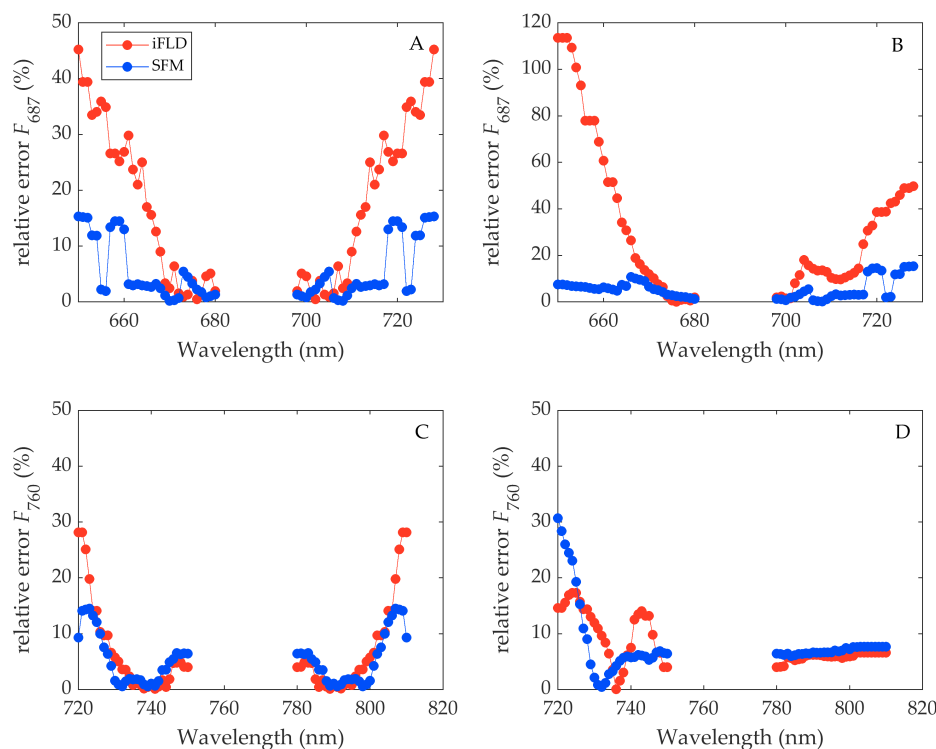 50
40
30
20
10
0
660 680 700 720
Wavelength (nm)
relative error F687 (%)
iFLD
SFM
A
120
100
80
60
40
20
0
660 680 700 720
Wavelength (nm)
relative error F687 (%)
B
50
40
30
20
10
0
720 740 760 780 800 820
Wavelength (nm)
relative error F760 (%)
C
50
40
30
20
10
0
720 740 760 780 800 820
Wavelength (nm)
relative error F760 (%)
D